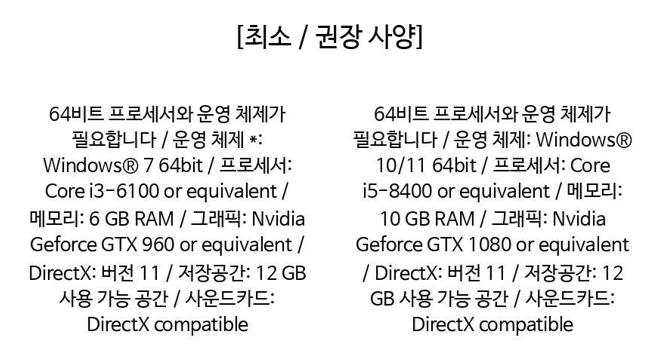 [최소 / 권장 사양]
64비트 프로세서와 운영 체제가
필요합니다 / 운영 체제 *:
Windows® 7 64bit / 프로세서:
Core i3-6100 or equivalent /
메모리: 6 GB RAM / 그래픽: Nvidia
Geforce GTX 960 or equivalent /
DirectX: 버전 11 / 저장공간: 12 GB
사용 가능 공간 / 사운드카드:
DirectX compatible
64비트 프로세서와 운영 체제가
필요합니다 / 운영 체제: Windows®
10/11 64bit / 프로세서: Core
i5-8400 or equivalent / 메모리:
10 GB RAM / 그래픽: Nvidia
Geforce GTX 1080 or equivalent
/ DirectX: 버전 11 / 저장공간: 12
GB 사용 가능 공간 / 사운드카드:
DirectX compatible